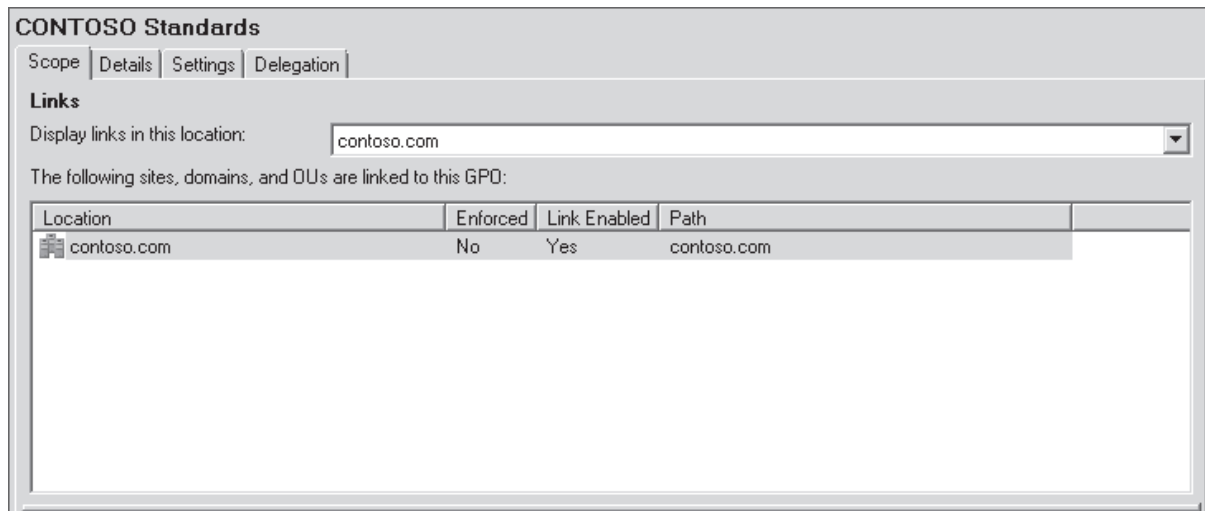 CONTOSO Standards
Scope Details Settings Delegation
Links
Display links in this location: contoso.com
The following sites, domains, and OUs are linked to this GPO:
Location Enforced Link Enabled Path
contoso.com No Yes contoso.com